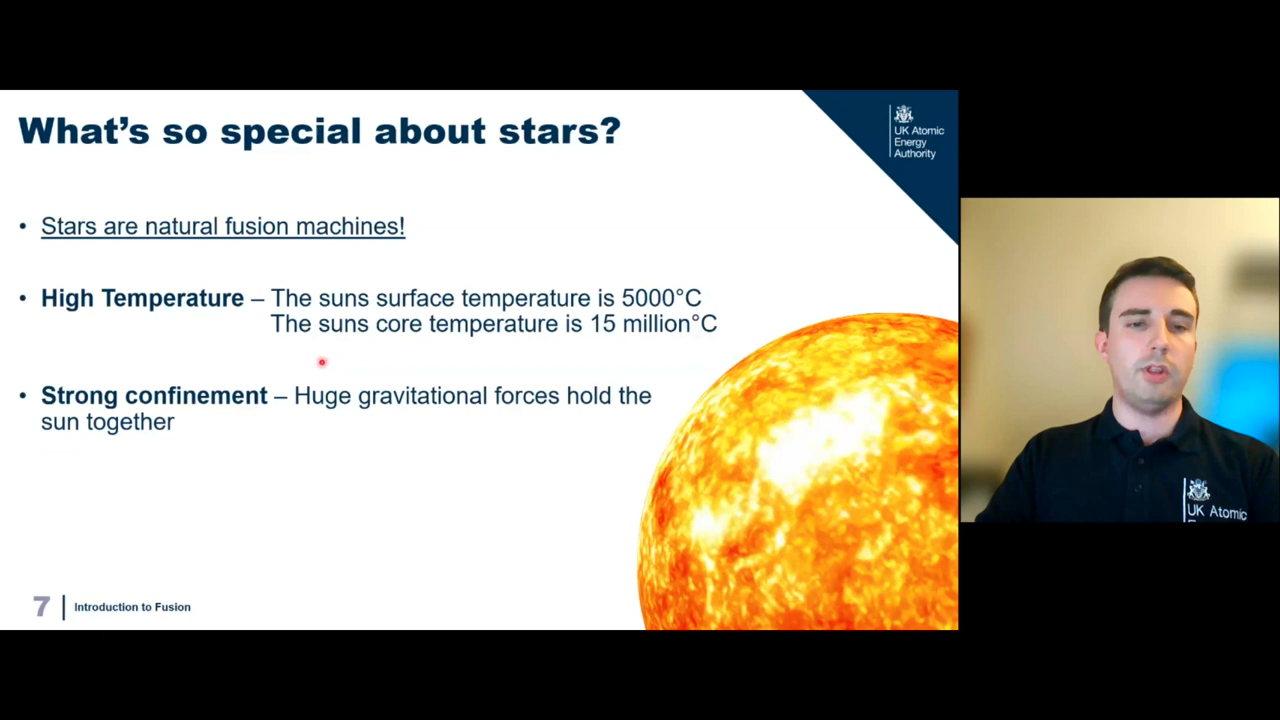 What's so special about stars?
UK Atomic
Energy
Authority
• Stars are natural fusion machines!
• High Temperature – The suns surface temperature is 5000°C
The suns core temperature is 15 million°C
• Strong confinement – Huge gravitational forces hold the
sun together
UK Atomic
7 Introduction to Fusion